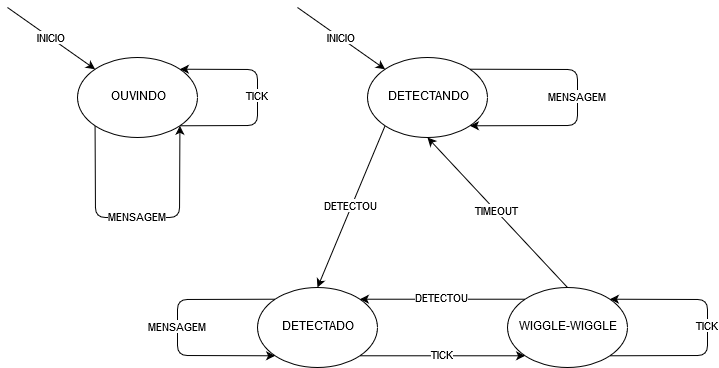 INICIO
INICIO
OUVINDO
TICK
DETECTANDO
MENSAGEM
MENSAGEM
DETECTOU
TIMEOUT
DETECTOU
MENSAGEM
DETECTADO
WIGGLE-WIGGLE
TICK
TICK